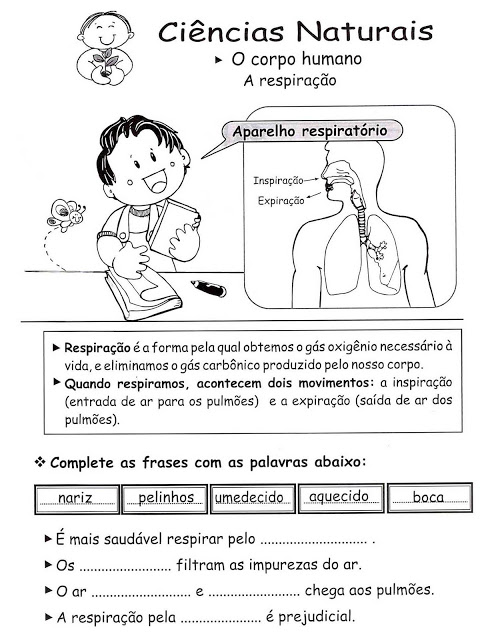 Ciências Naturais
▸ O corpo humano
A respiração
Aparelho respiratório
Inspiração
Expiração
▸ Respiração é a forma pela qual obtemos o gás oxigênio necessário à
vida, e eliminamos o gás carbônico produzido pelo nosso corpo.
▸ Quando respiramos, acontecem dois movimentos: a inspiração
(entrada de ar para os pulmões) e a expiração (saída de ar dos
pulmões).
❖ Complete as frases com as palavras abaixo:
nariz pelinhos umedecido aquecido boca
▸ É mais saudável respirar pelo ............................ .
▸ Os ........................ filtram as impurezas do ar.
▸ O ar .......................... e ............................ chega aos pulmões.
▸ A respiração pela ..................... é prejudicial.